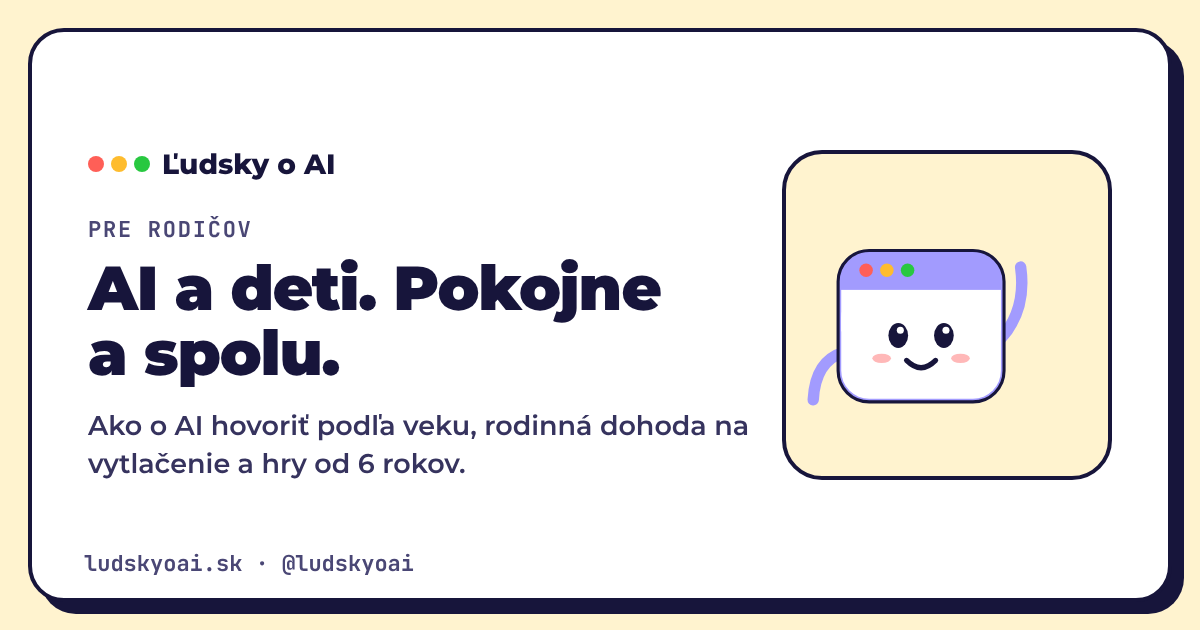 Ľudsky o AI
PRE RODIČOV
AI a deti. Pokojne
a spolu.
Ako o AI hovoriť podľa veku, rodinná dohoda na
vytlačenie a hry od 6 rokov.
ludskyoai.sk · @ludskyoai